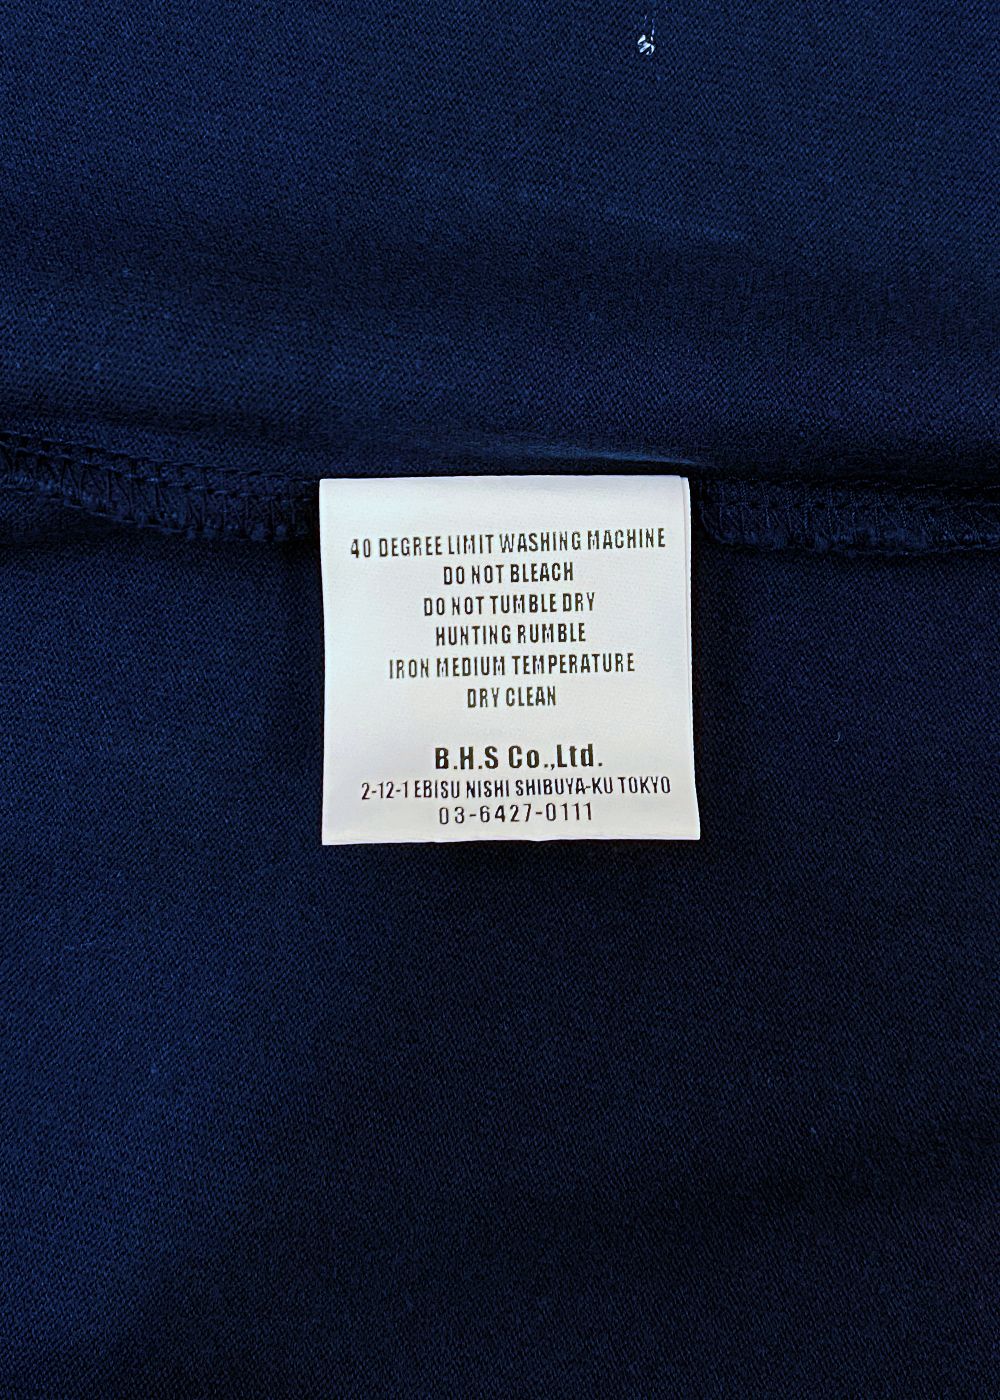 40 DEGREE LIMIT WASHING MACHINE
DO NOT BLEACH
DO NOT TUMBLE DRY
HUNTING RUMBLE
IRON MEDIUM TEMPERATURE
DRY CLEAN
B.H.S Co.,Ltd.
2-12-1 EBISU NISHI SHIBUYA-KU TOKYO
03-6427-0111